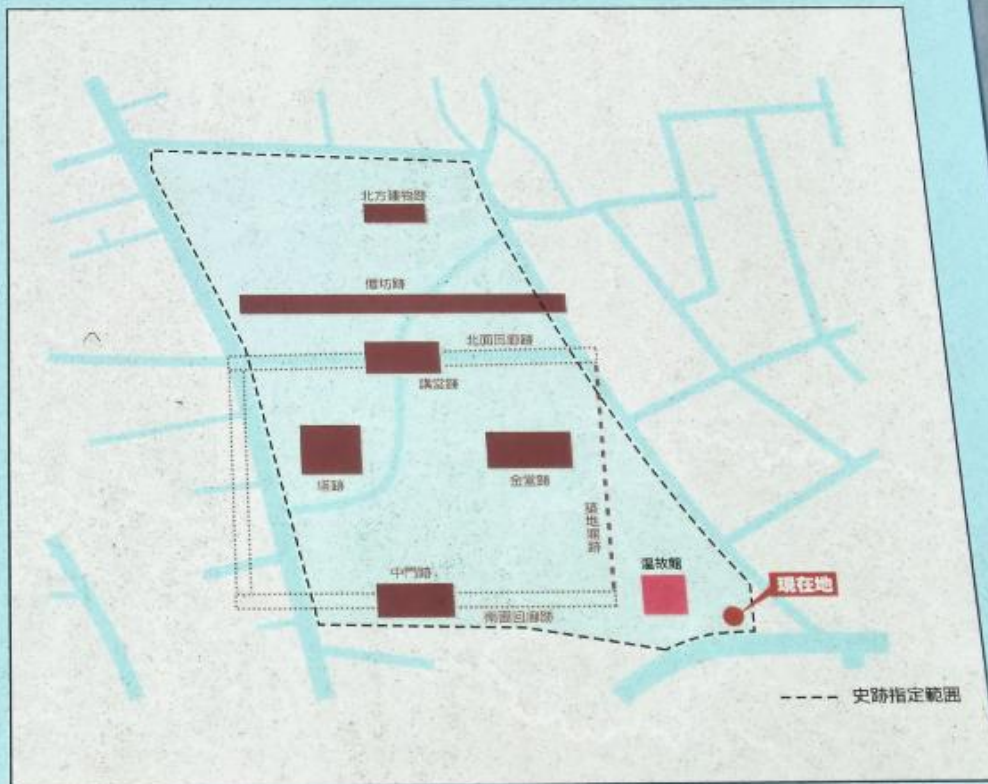 北方建物跡
僧坊跡
北面回廊跡
講堂跡
塔跡
金堂跡
築地塀跡
温故館
中門跡
南面回廊跡
現在地
史跡指定範囲